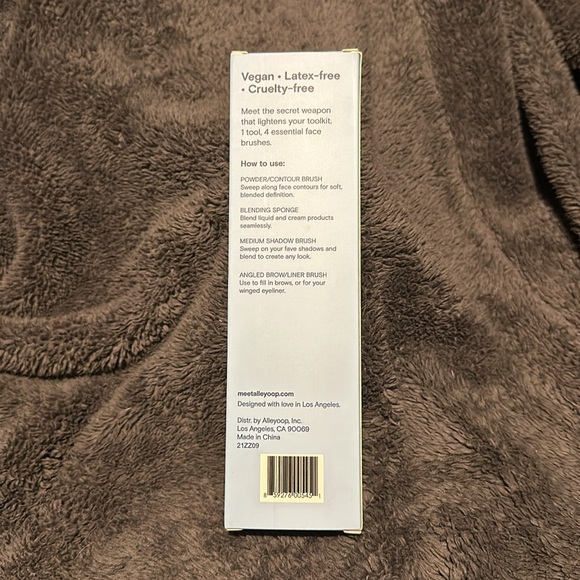 Vegan • Latex-free
• Cruelty-free
Meet the secret weapon
that lightens your toolkit.
1 tool, 4 essential face
brushes.
How to use:
POWDER/CONTOUR BRUSH
Sweep along face contours for soft,
blended definition.
BLENDING SPONGE
Blend liquid and cream products
seamlessly.
MEDIUM SHADOW BRUSH
Sweep on your fave shadows and
blend to create any look.
ANGLED BROW/LINER BRUSH
Use to fill in brows, or for your
winged eyeliner.
meetalleyoop.com
Designed with love in Los Angeles.
Distr. by Alleyoop, Inc.
Los Angeles, CA 90069
Made in China
21ZZ09
8 59276 00545 1